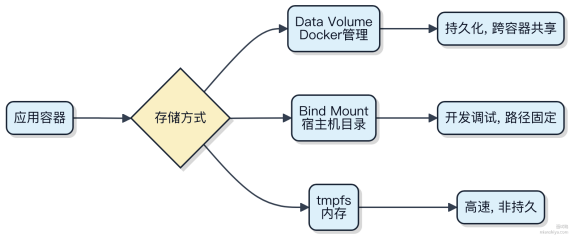 应用容器
存储方式
Data Volume
Docker管理
持久化, 跨容器共享
Bind Mount
宿主机目录
开发调试, 路径固定
tmpfs
内存
高速, 非持久